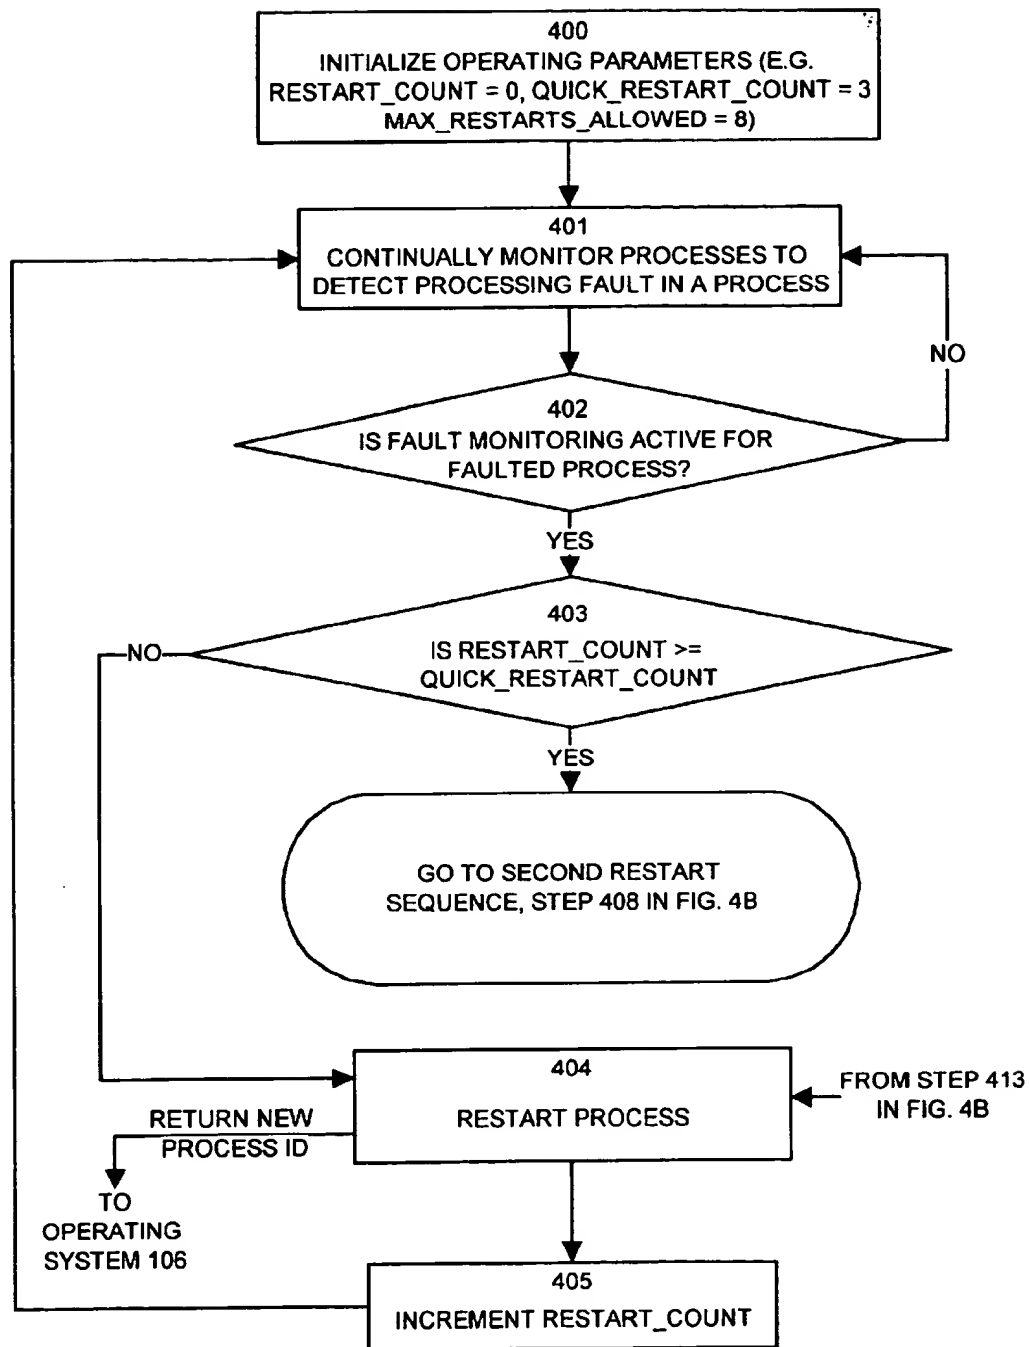 400
INITIALIZE OPERATING PARAMETERS (E.G.
RESTART_COUNT = 0, QUICK_RESTART_COUNT = 3
MAX_RESTARTS_ALLOWED = 8)
401
CONTINUALLY MONITOR PROCESSES TO
DETECT PROCESSING FAULT IN A PROCESS
NO
402
IS FAULT MONITORING ACTIVE FOR
FAULTED PROCESS?
YES
403
IS RESTART_COUNT >=
QUICK_RESTART_COUNT
NO
YES
GO TO SECOND RESTART
SEQUENCE, STEP 408 IN FIG. 4B
404
RESTART PROCESS
FROM STEP 413
IN FIG. 4B
RETURN NEW
PROCESS ID
TO
OPERATING
SYSTEM 106
405
INCREMENT RESTART_COUNT